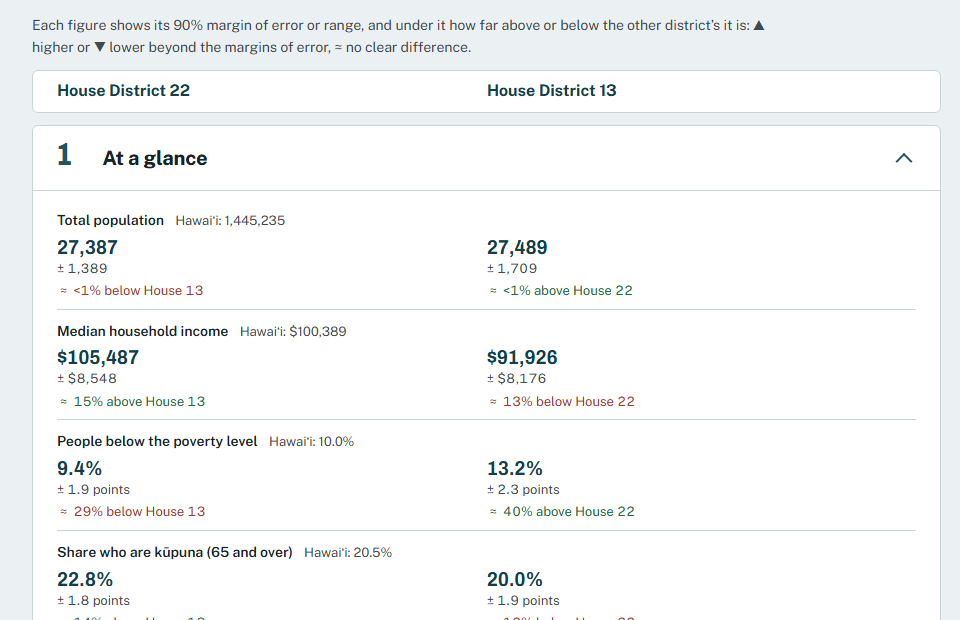 Each figure shows its 90% margin of error or range, and under it how far above or below the other district's it is: ▲
higher or ▼ lower beyond the margins of error, ≈ no clear difference.
House District 22 House District 13
1 At a glance
Total population Hawaiʻi: 1,445,235
27,387 27,489
± 1,389 ± 1,709
≈ <1% below House 13 ≈ <1% above House 22
Median household income Hawaiʻi: $100,389
$105,487 $91,926
± $8,548 ± $8,176
≈ 15% above House 13 ≈ 13% below House 22
People below the poverty level Hawaiʻi: 10.0%
9.4% 13.2%
± 1.9 points ± 2.3 points
≈ 29% below House 13 ≈ 40% above House 22
Share who are kūpuna (65 and over) Hawaiʻi: 20.5%
22.8% 20.0%
± 1.8 points ± 1.9 points